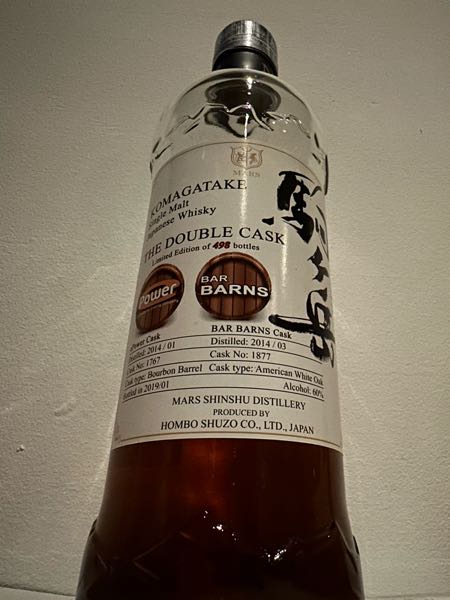 MARS
KOMAGATAKE
Single Malt
Japanese Whisky
駒ヶ岳
THE DOUBLE CASK
Limited Edition of 498 bottles
Power
BAR
BARNS
Power Cask
BAR BARNS Cask
Distilled: 2014 / 01
Distilled: 2014 / 03
Cask No: 1767
Cask No: 1877
Cask type: Bourbon Barrel
Cask type: American White Oak
Bottled in 2019/01
Alcohol: 60%
MARS SHINSHU DISTILLERY
PRODUCED BY
HOMBO SHUZO CO., LTD., JAPAN